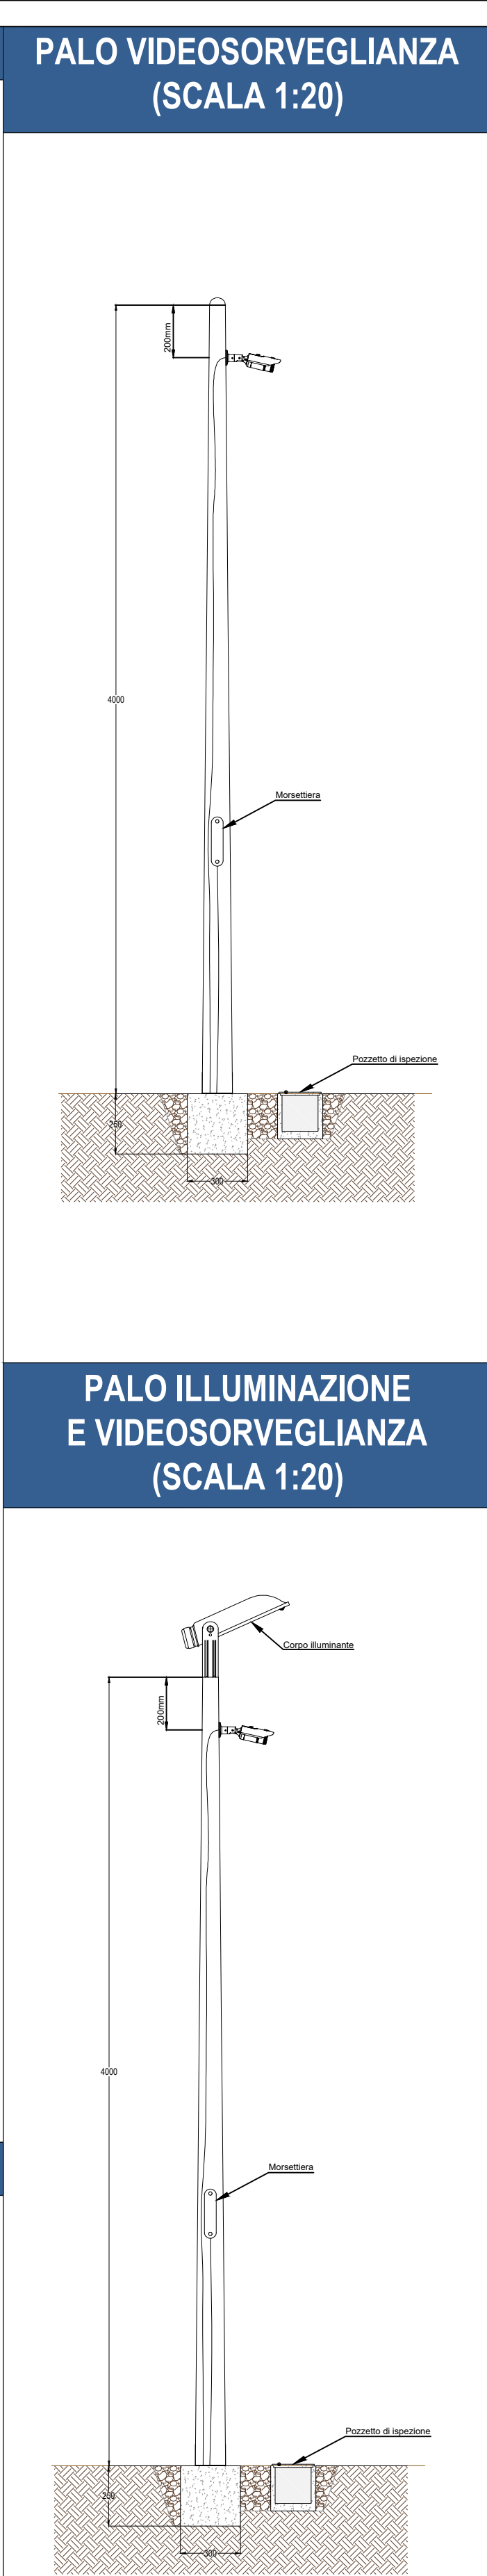 PALO VIDEOSORVEGLIANZA
(SCALA 1:20)
200mm
4000
Morsettiera
Pozzetto di ispezione
250
300
PALO ILLUMINAZIONE
E VIDEOSORVEGLIANZA
(SCALA 1:20)
Corpo illuminante
200mm
4000
Morsettiera
Pozzetto di ispezione
250
300